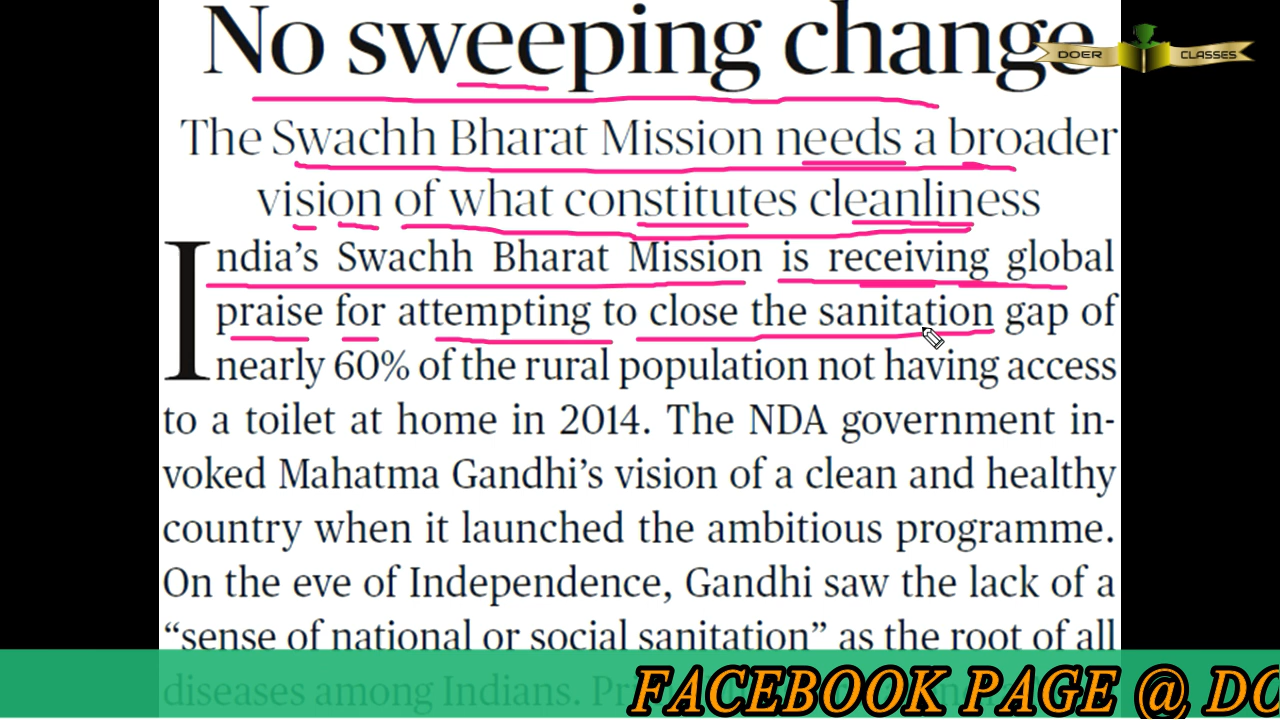 No sweeping change
DOER CLASSES
The Swachh Bharat Mission needs a broader
vision of what constitutes cleanliness
India’s Swachh Bharat Mission is receiving global
praise for attempting to close the sanitation gap of
nearly 60% of the rural population not having access
to a toilet at home in 2014. The NDA government in-
voked Mahatma Gandhi’s vision of a clean and healthy
country when it launched the ambitious programme.
On the eve of Independence, Gandhi saw the lack of a
“sense of national or social sanitation” as the root of all
diseases among Indians.
FACEBOOK PAGE @ DO